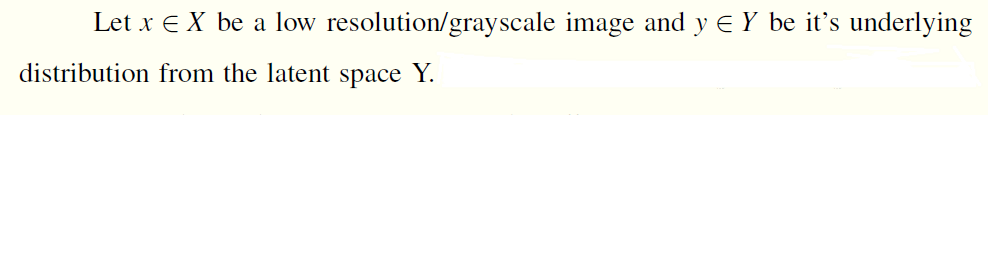 Let x ∈ X be a low resolution/grayscale image and y ∈ Y be it's underlying
distribution from the latent space Y.